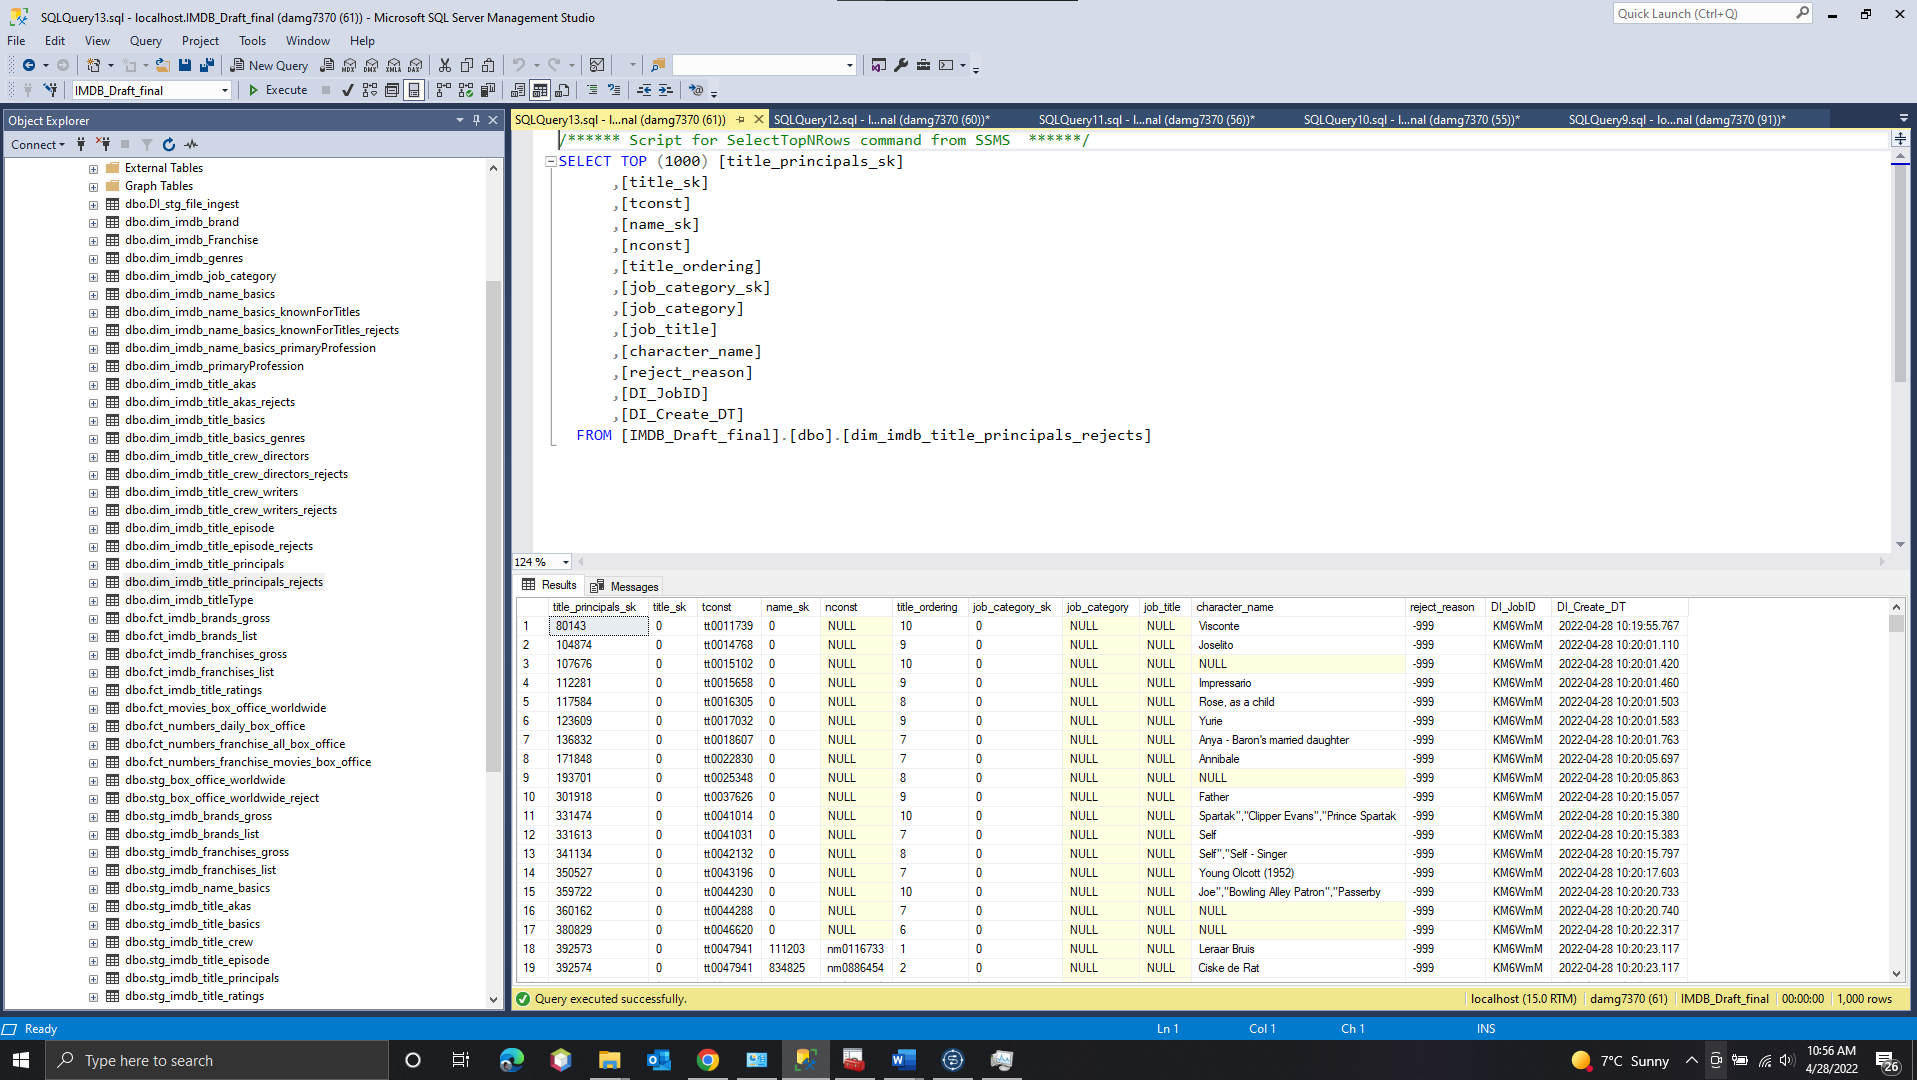 SQLQuery13.sql - localhost.IMDB_Draft_final (damg7370 (61)) - Microsoft SQL Server Management Studio
Quick Launch (Ctrl+Q)
File Edit View Query Project Tools Window Help
New Query
MDX DMX XMLA DAX
IMDB_Draft_final
Execute
Object Explorer
Connect
External Tables
Graph Tables
dbo.DI_stg_file_ingest
dbo.dim_imdb_brand
dbo.dim_imdb_Franchise
dbo.dim_imdb_genres
dbo.dim_imdb_job_category
dbo.dim_imdb_name_basics
dbo.dim_imdb_name_basics_knownForTitles
dbo.dim_imdb_name_basics_knownForTitles_rejects
dbo.dim_imdb_name_basics_primaryProfession
dbo.dim_imdb_primaryProfession
dbo.dim_imdb_title_akas
dbo.dim_imdb_title_akas_rejects
dbo.dim_imdb_title_basics
dbo.dim_imdb_title_basics_genres
dbo.dim_imdb_title_crew_directors
dbo.dim_imdb_title_crew_directors_rejects
dbo.dim_imdb_title_crew_writers
dbo.dim_imdb_title_crew_writers_rejects
dbo.dim_imdb_title_episode
dbo.dim_imdb_title_episode_rejects
dbo.dim_imdb_title_principals
dbo.dim_imdb_title_principals_rejects
dbo.dim_imdb_titleType
dbo.fct_imdb_brands_gross
dbo.fct_imdb_brands_list
dbo.fct_imdb_franchises_gross
dbo.fct_imdb_franchises_list
dbo.fct_imdb_title_ratings
dbo.fct_movies_box_office_worldwide
dbo.fct_numbers_daily_box_office
dbo.fct_numbers_franchise_all_box_office
dbo.fct_numbers_franchise_movies_box_office
dbo.stg_box_office_worldwide
dbo.stg_box_office_worldwide_reject
dbo.stg_imdb_brands_gross
dbo.stg_imdb_brands_list
dbo.stg_imdb_franchises_gross
dbo.stg_imdb_franchises_list
dbo.stg_imdb_name_basics
dbo.stg_imdb_title_akas
dbo.stg_imdb_title_basics
dbo.stg_imdb_title_crew
dbo.stg_imdb_title_episode
dbo.stg_imdb_title_principals
dbo.stg_imdb_title_ratings
SQLQuery13.sql - l...nal (damg7370 (61)) SQLQuery12.sql - l...nal (damg7370 (60))* SQLQuery11.sql - l...nal (damg7370 (56))* SQLQuery10.sql - l...nal (damg7370 (55))* SQLQuery9.sql - lo...nal (damg7370 (91))*
/****** Script for SelectTopNRows command from SSMS ******/
SELECT TOP (1000) [title_principals_sk]
,[title_sk]
,[tconst]
,[name_sk]
,[nconst]
,[title_ordering]
,[job_category_sk]
,[job_category]
,[job_title]
,[character_name]
,[reject_reason]
,[DI_JobID]
,[DI_Create_DT]
FROM [IMDB_Draft_final].[dbo].[dim_imdb_title_principals_rejects]
124 %
Results Messages
title_principals_sk title_sk tconst name_sk nconst title_ordering job_category_sk job_category job_title character_name reject_reason DI_JobID DI_Create_DT
1 80143 0 tt0011739 0 NULL 10 0 NULL NULL Visconte -999 KM6WmM 2022-04-28 10:19:55.767
2 104874 0 tt0014768 0 NULL 9 0 NULL NULL Joselito -999 KM6WmM 2022-04-28 10:20:01.110
3 107676 0 tt0015102 0 NULL 10 0 NULL NULL NULL -999 KM6WmM 2022-04-28 10:20:01.420
4 112281 0 tt0015658 0 NULL 9 0 NULL NULL Impressario -999 KM6WmM 2022-04-28 10:20:01.460
5 117584 0 tt0016305 0 NULL 8 0 NULL NULL Rose, as a child -999 KM6WmM 2022-04-28 10:20:01.503
6 123609 0 tt0017032 0 NULL 9 0 NULL NULL Yurie -999 KM6WmM 2022-04-28 10:20:01.583
7 136832 0 tt0018607 0 NULL 7 0 NULL NULL Anya - Baron's married daughter -999 KM6WmM 2022-04-28 10:20:01.763
8 171848 0 tt0022830 0 NULL 7 0 NULL NULL Annibale -999 KM6WmM 2022-04-28 10:20:05.697
9 193701 0 tt0025348 0 NULL 8 0 NULL NULL NULL -999 KM6WmM 2022-04-28 10:20:05.863
10 301918 0 tt0037626 0 NULL 9 0 NULL NULL Father -999 KM6WmM 2022-04-28 10:20:15.057
11 331474 0 tt0041014 0 NULL 10 0 NULL NULL Spartak","Clipper Evans","Prince Spartak -999 KM6WmM 2022-04-28 10:20:15.380
12 331613 0 tt0041031 0 NULL 7 0 NULL NULL Self -999 KM6WmM 2022-04-28 10:20:15.383
13 341134 0 tt0042132 0 NULL 8 0 NULL NULL Self","Self - Singer -999 KM6WmM 2022-04-28 10:20:15.797
14 350527 0 tt0043196 0 NULL 7 0 NULL NULL Young Olcott (1952) -999 KM6WmM 2022-04-28 10:20:17.603
15 359722 0 tt0044230 0 NULL 10 0 NULL NULL Joe","Bowling Alley Patron","Passerby -999 KM6WmM 2022-04-28 10:20:20.733
16 360162 0 tt0044288 0 NULL 7 0 NULL NULL NULL -999 KM6WmM 2022-04-28 10:20:20.740
17 380829 0 tt0046620 0 NULL 6 0 NULL NULL NULL -999 KM6WmM 2022-04-28 10:20:22.317
18 392573 0 tt0047941 111203 nm0116733 1 0 NULL NULL Leraar Bruis -999 KM6WmM 2022-04-28 10:20:23.117
19 392574 0 tt0047941 834825 nm0886454 2 0 NULL NULL Ciske de Rat -999 KM6WmM 2022-04-28 10:20:23.117
Query executed successfully. localhost (15.0 RTM) damg7370 (61) IMDB_Draft_final 00:00:00 1,000 rows
Ready Ln 1 Col 1 Ch 1 INS
Type here to search
7°C Sunny
10:56 AM
4/28/2022
26